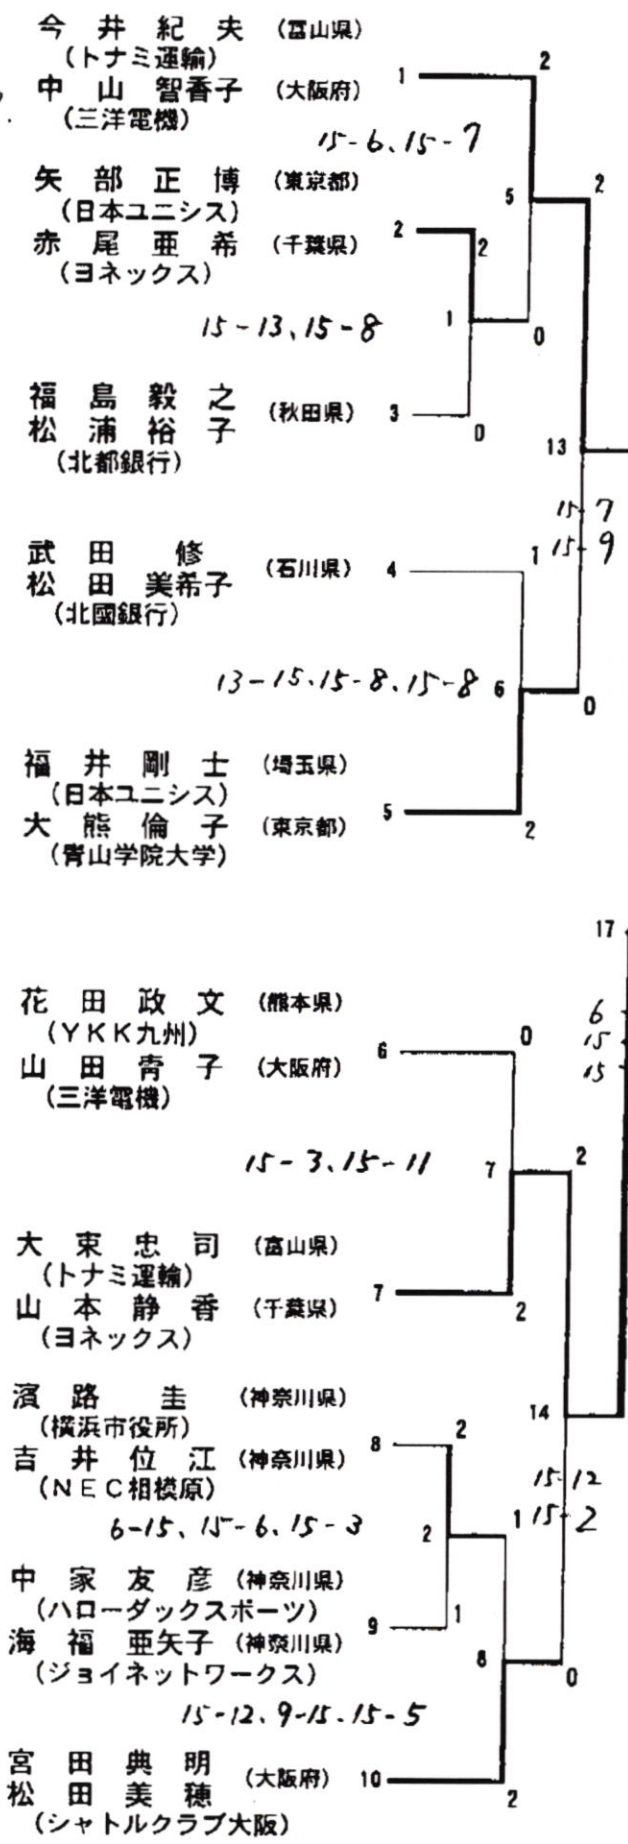 今井紀夫 (富山県)
(トナミ運輸)
1 2
中山智香子 (大阪府)
(三洋電機)
15-6、15-7
矢部正博 (東京都)
5 2
(日本ユニシス)
2 2
赤尾亜希 (千葉県)
(ヨネックス)
15-13、15-8 1 0
福島毅之
(秋田県) 3 0
松浦裕子
(北都銀行)
13
15-7
武田修
(石川県) 4 1 15-9
松田美希子
(北國銀行)
13-15、15-8、15-8 6 0
福井剛士 (埼玉県)
(日本ユニシス)
5 2
大熊倫子 (東京都)
(青山学院大学)
17
花田政文 (熊本県)
6
(YKK九州)
6 0 15
山田青子 (大阪府)
15
(三洋電機)
15-3、15-11 7 2
大束忠司 (富山県)
(トナミ運輸)
7 2
山本静香 (千葉県)
(ヨネックス)
濱路圭 (神奈川県)
14
(横浜市役所)
8 2
吉井位江 (神奈川県)
(NEC相模原)
15-12
6-15、15-6、15-3 2 1 15-2
中家友彦 (神奈川県)
(ハローダックスポーツ)
9 1
海福亜矢子 (神奈川県)
(ジョイネットワークス)
8 0
15-12、9-15、15-5
宮田典明
(大阪府) 10 2
松田美穂
(シャトルクラブ大阪)